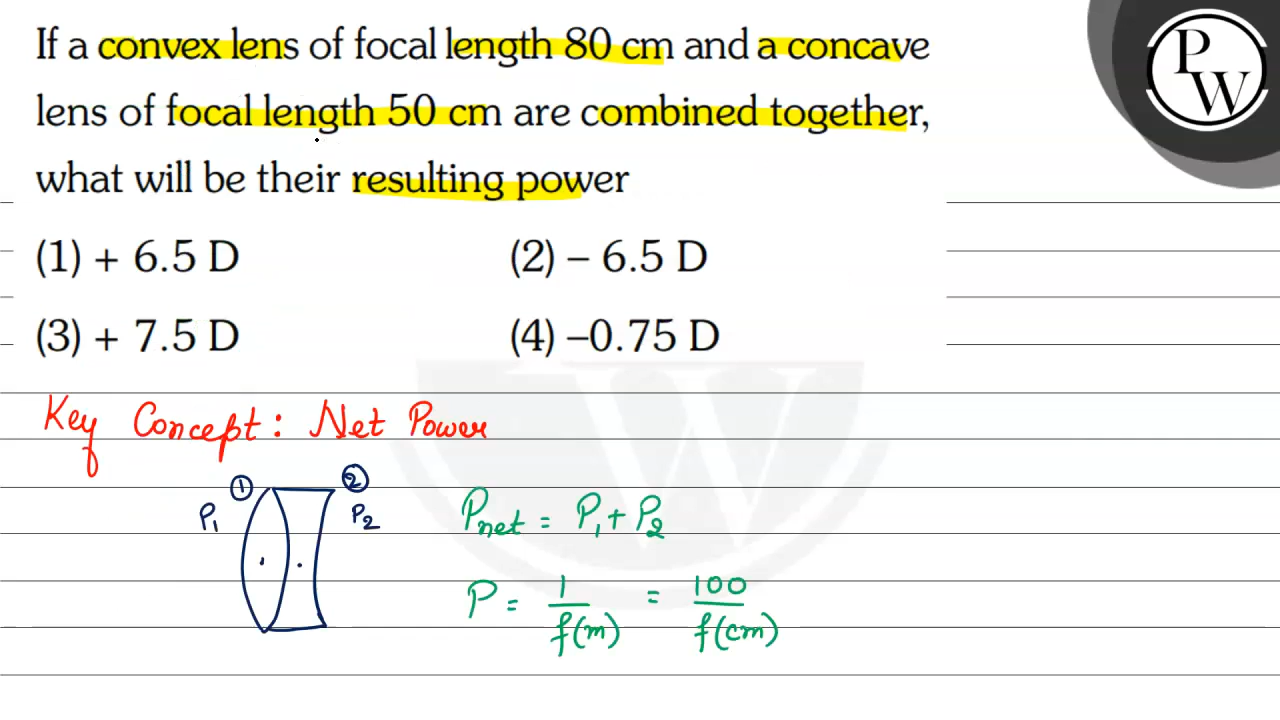 If a convex lens of focal length 80 cm and a concave
lens of focal length 50 cm are combined together,
what will be their resulting power
(1) + 6.5 D (2) – 6.5 D
(3) + 7.5 D (4) –0.75 D
Key Concept: Net Power
① ②
P₁ P₂
Pnet = P₁ + P₂
P = 1/f(m) = 100/f(cm)
P
W